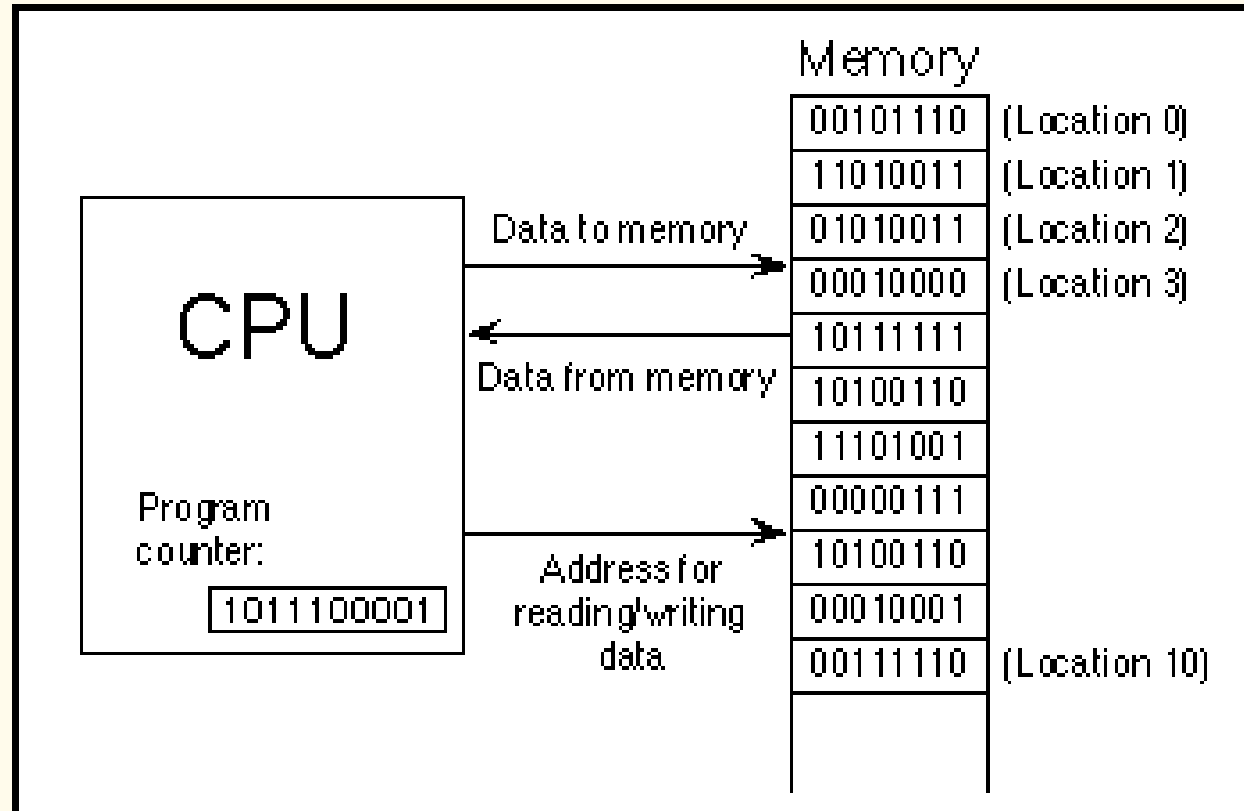 Memory
00101110 (Location 0)
11010011 (Location 1)
01010011 (Location 2)
00010000 (Location 3)
10111111
10100110
11101001
00000111
10100110
00010001
00111110 (Location 10)
Data to memory
CPU
Data from memory
Program
counter:
1011100001
Address for
reading/writing
data